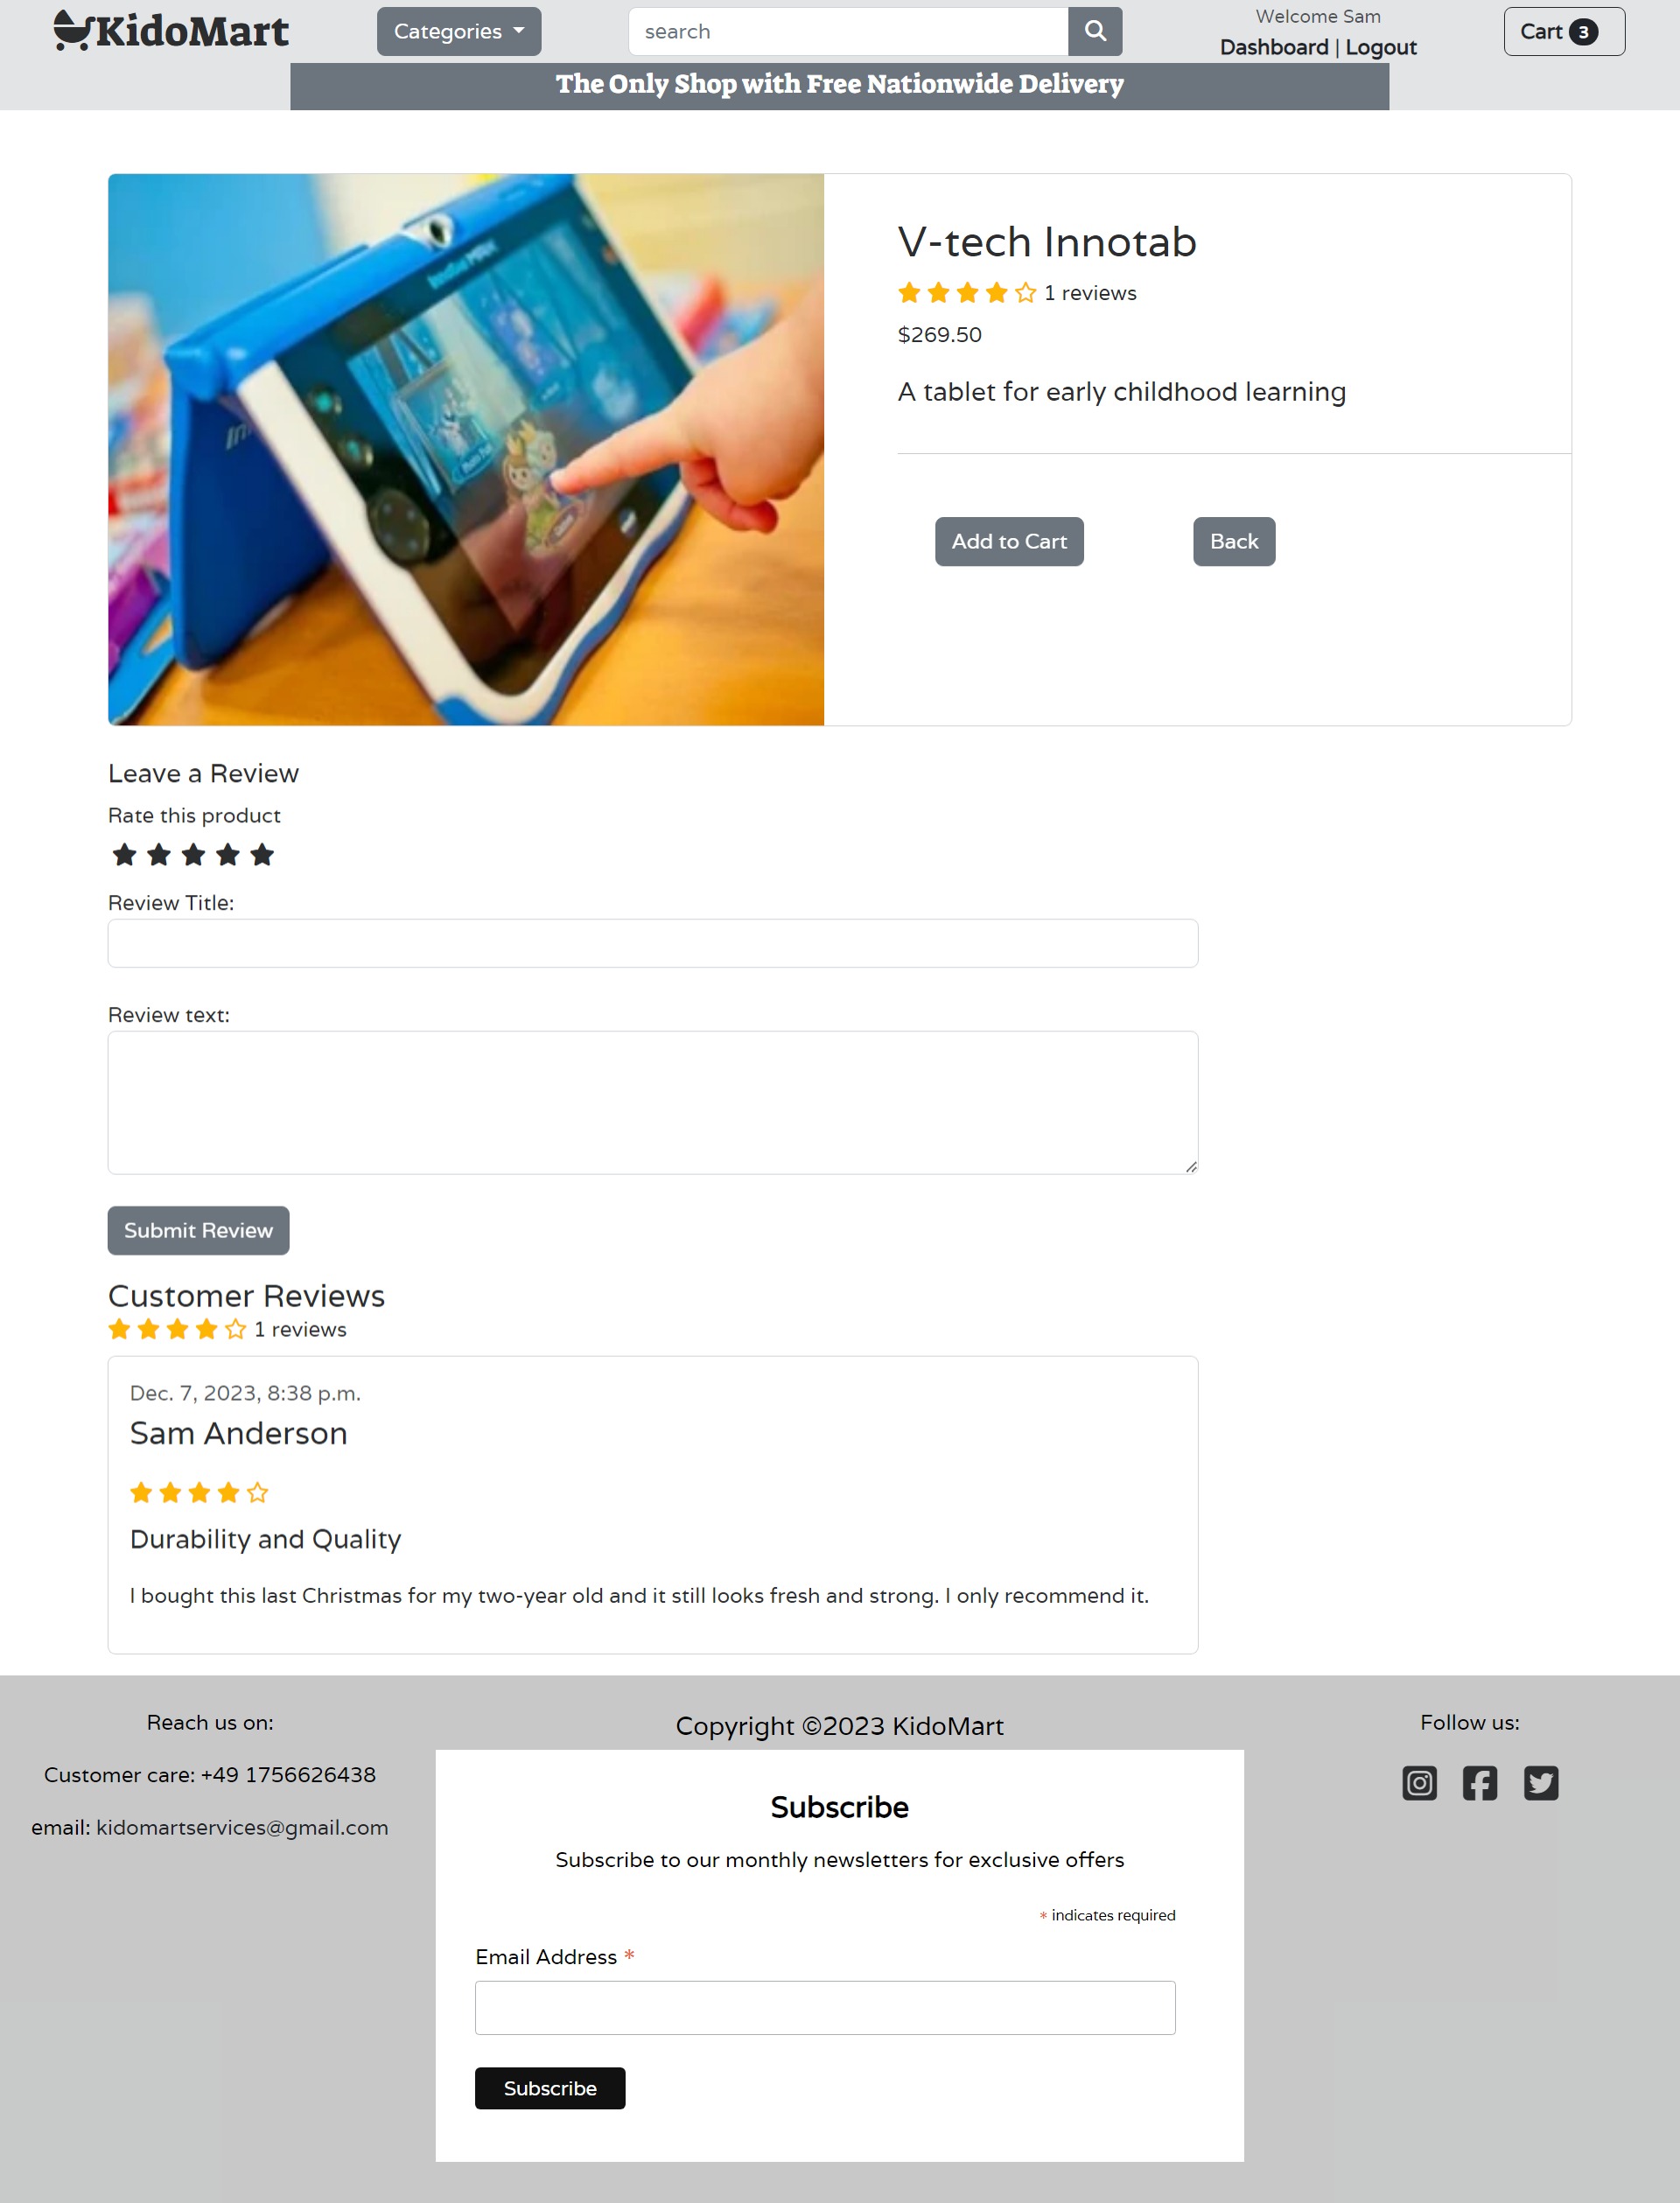 KidoMart
Categories
search
Welcome Sam
Dashboard | Logout
Cart 3
The Only Shop with Free Nationwide Delivery
V-tech Innotab
1 reviews
$269.50
A tablet for early childhood learning
Add to Cart
Back
Leave a Review
Rate this product
Review Title:
Review text:
Submit Review
Customer Reviews
1 reviews
Dec. 7, 2023, 8:38 p.m.
Sam Anderson
Durability and Quality
I bought this last Christmas for my two-year old and it still looks fresh and strong. I only recommend it.
Reach us on:
Customer care: +49 1756626438
email: kidomartservices@gmail.com
Copyright ©2023 KidoMart
Subscribe
Subscribe to our monthly newsletters for exclusive offers
* indicates required
Email Address *
Subscribe
Follow us: